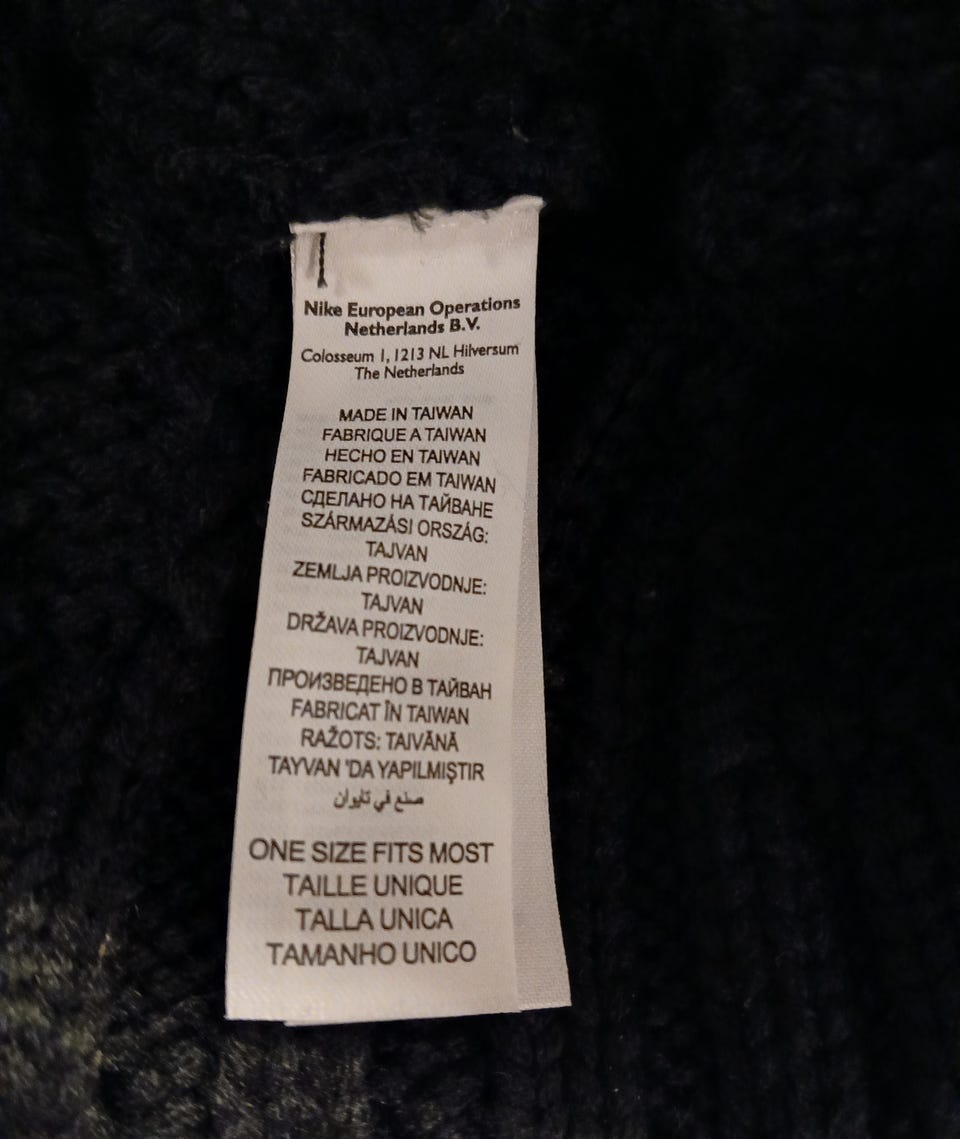 Nike European Operations
Netherlands B.V.
Colosseum 1, 1213 NL Hilversum
The Netherlands
MADE IN TAIWAN
FABRIQUE A TAIWAN
HECHO EN TAIWAN
FABRICADO EM TAIWAN
СДЕЛАНО НА ТАЙВАНЕ
SZÁRMAZÁSI ORSZÁG:
TAJVAN
ZEMLJA PROIZVODNJE:
TAJVAN
DRŽAVA PROIZVODNJE:
TAJVAN
ПРОИЗВЕДЕНО В ТАЙВАН
FABRICAT ÎN TAIWAN
RAŽOTS: TAIVĀNĀ
TAYVAN 'DA YAPILMIŞTIR
صنع في تايوان
ONE SIZE FITS MOST
TAILLE UNIQUE
TALLA UNICA
TAMANHO UNICO